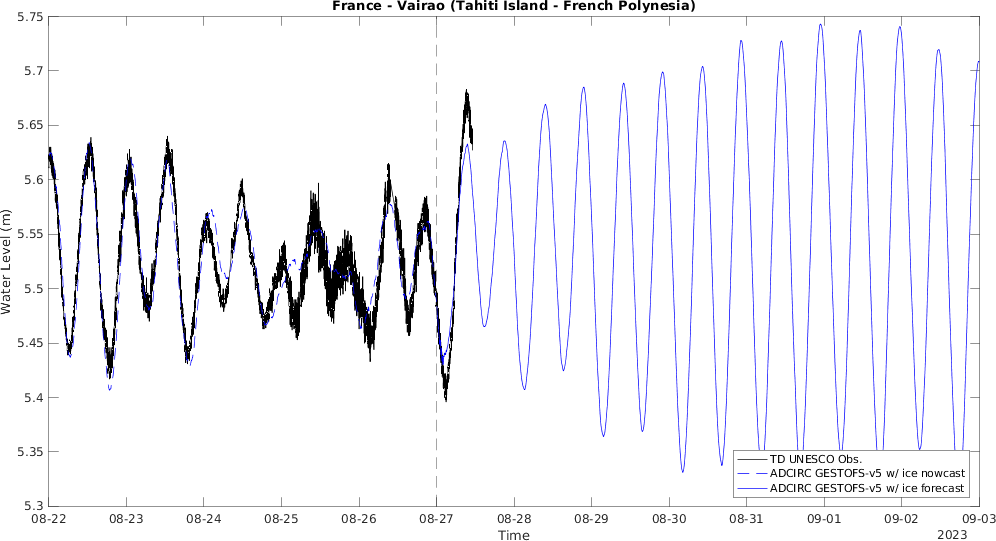 France - Vairao (Tahiti Island - French Polynesia)
5.75
5.7
5.65
5.6
5.55
5.5
5.45
5.4
5.35
5.3
Water Level (m)
TD UNESCO Obs.
ADCIRC GESTOFS-v5 w/ ice nowcast
ADCIRC GESTOFS-v5 w/ ice forecast
08-22 08-23 08-24 08-25 08-26 08-27 08-28 08-29 08-30 08-31 09-01 09-02 09-03
Time
2023